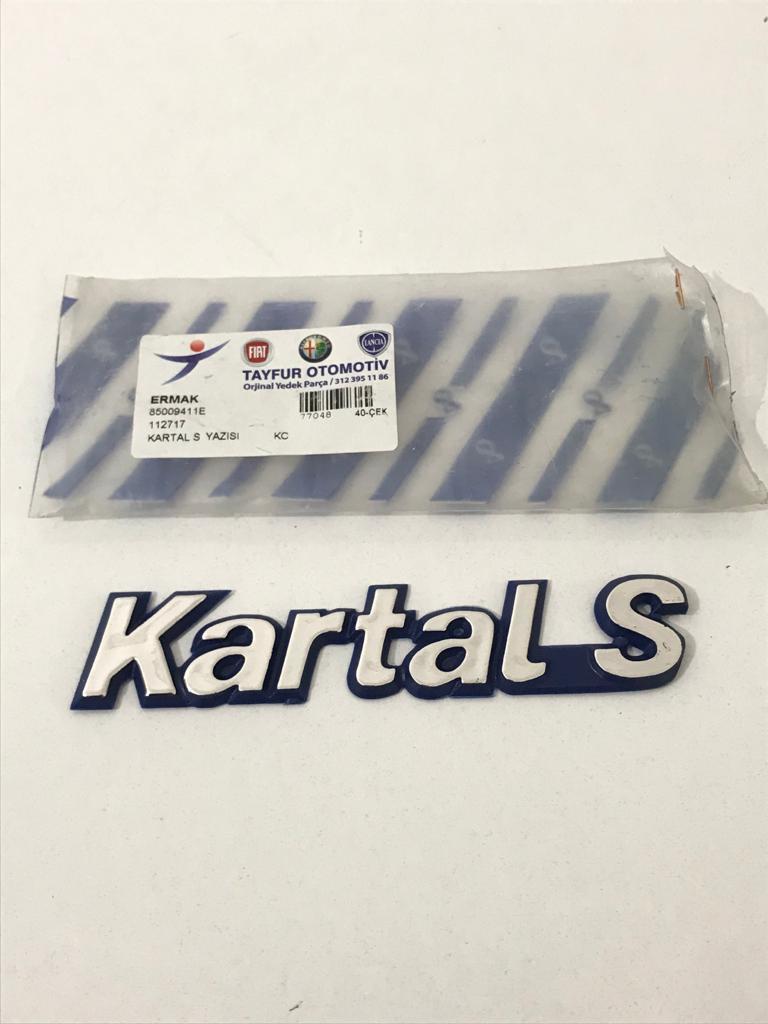 FIAT
LANCIA
TAYFUR OTOMOTİV
Orjinal Yedek Parça / 312 395 11 86
ERMAK
85009411E
112717
77048 40-ÇEK
KARTAL S YAZISI KC
Kartal S